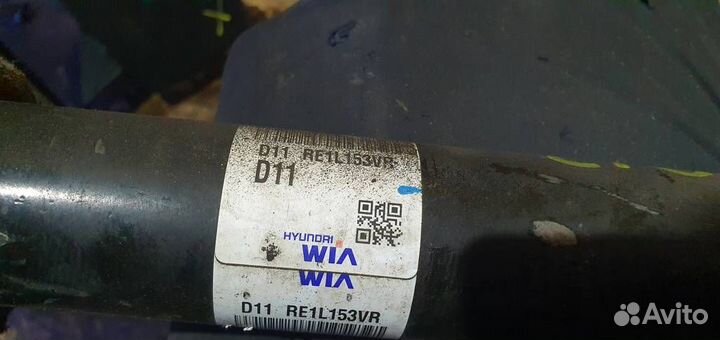 D11 RE1L153VR
D11
HYUNDAI
WIA
WIA
D11 RE1L153VR
Avito